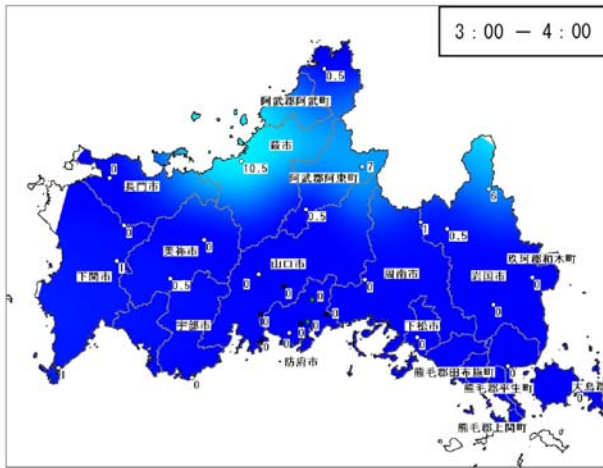 3：00 － 4：00
0.5
阿武郡阿武町
萩市
10.5
7
阿武郡阿東町
0
長門市
6
0.5
1
0.5
0
0
美祢市
玖珂郡和木町
下関市
1
山口市
周南市
岩国市
0.5
0
0
0
0
0
0
宇部市
0
0
下松市
0
0
0
0
0
防府市
0
1
0
熊毛郡田布施町
熊毛郡平生町
大島郡
0
熊毛郡上関町